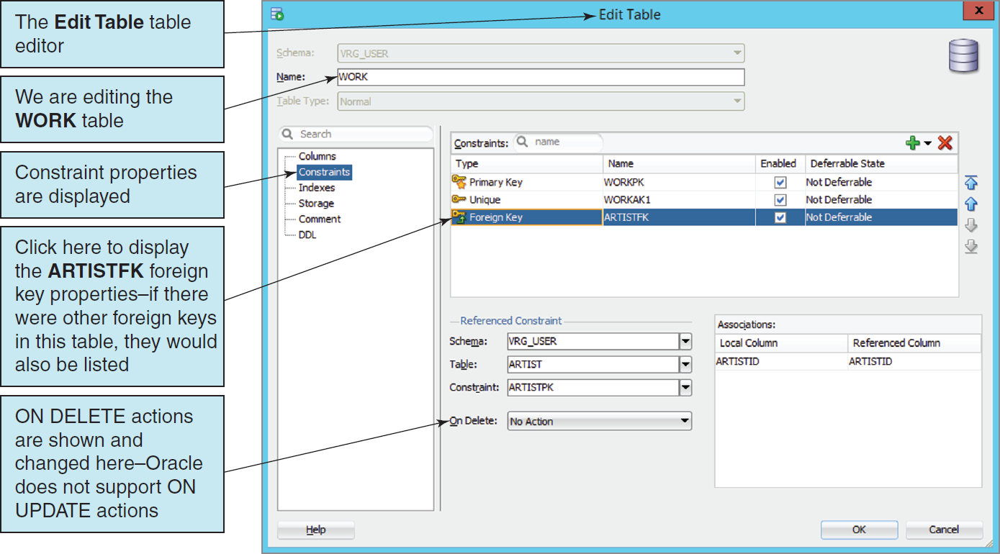 The Edit Table table
editor
We are editing the
WORK table
Constraint properties
are displayed
Click here to display
the ARTISTFK foreign
key properties–if there
were other foreign keys
in this table, they would
also be listed
ON DELETE actions
are shown and
changed here–Oracle
does not support ON
UPDATE actions
Edit Table
x
Schema: VRG_USER
Name: WORK
Table Type: Normal
Search
Columns
Constraints
Indexes
Storage
Comment
DDL
Constraints: name
Type Name Enabled Deferrable State
Primary Key WORKPK Not Deferrable
Unique WORKAK1 Not Deferrable
Foreign Key ARTISTFK Not Deferrable
Referenced Constraint
Schema: VRG_USER
Table: ARTIST
Constraint: ARTISTPK
On Delete: No Action
Associations:
Local Column Referenced Column
ARTISTID ARTISTID
Help OK Cancel